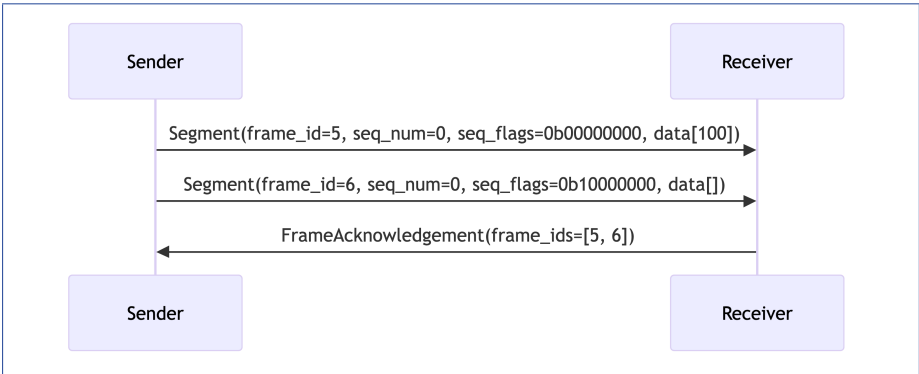 Sender Receiver
Segment(frame_id=5, seq_num=0, seq_flags=0b00000000, data[100])
Segment(frame_id=6, seq_num=0, seq_flags=0b10000000, data[])
FrameAcknowledgement(frame_ids=[5, 6])
Sender Receiver